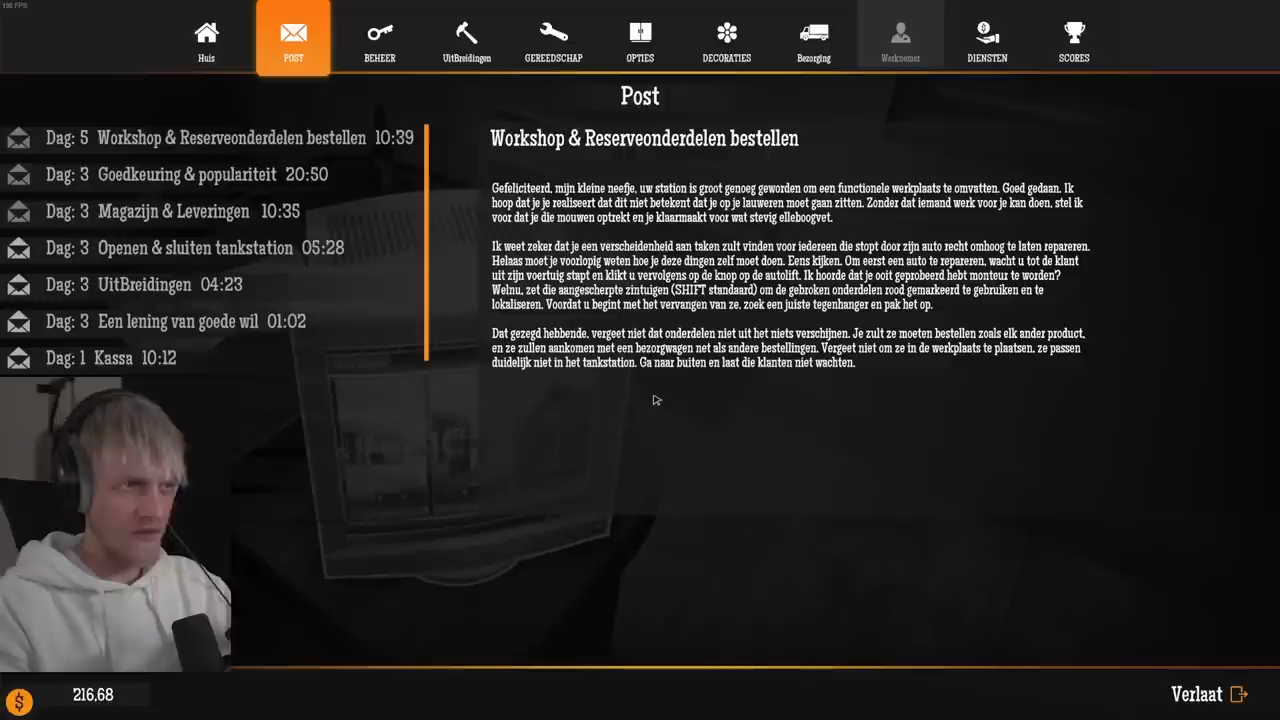 190 FPS
Huis
POST
BEHEER
UitBreidingen
GEREEDSCHAP
OPTIES
DECORATIES
Bezorging
Werknemer
DIENSTEN
SCORES
Post
Dag: 5 Workshop & Reserveonderdelen bestellen 10:39
Dag: 3 Goedkeuring & populariteit 20:50
Dag: 3 Magazijn & Leveringen 10:35
Dag: 3 Openen & sluiten tankstation 05:28
Dag: 3 UitBreidingen 04:23
Dag: 3 Een lening van goede wil 01:02
Dag: 1 Kassa 10:12
Workshop & Reserveonderdelen bestellen
Gefeliciteerd, mijn kleine neefje, uw station is groot genoeg geworden om een functionele werkplaats te omvatten. Goed gedaan. Ik
hoop dat je je realiseert dat dit niet betekent dat je op je lauweren moet gaan zitten. Zonder dat iemand werk voor je kan doen, stel ik
voor dat je die mouwen optrekt en je klaarmaakt voor wat stevig elleboogvet.
Ik weet zeker dat je een verscheidenheid aan taken zult vinden voor iedereen die stopt door zijn auto recht omhoog te laten repareren.
Helaas moet je voorlopig weten hoe je deze dingen zelf moet doen. Eens kijken. Om eerst een auto te repareren, wacht u tot de klant
uit zijn voertuig stapt en klikt u vervolgens op de knop op de autolift. Ik hoorde dat je ooit geprobeerd hebt monteur te worden?
Welnu, zet die aangescherpte zintuigen (SHIFT standaard) om de gebroken onderdelen rood gemarkeerd te gebruiken en te
lokaliseren. Voordat u begint met het vervangen van ze, zoek een juiste tegenhanger en pak het op.
Dat gezegd hebbende, vergeet niet dat onderdelen niet uit het niets verschijnen. Je zult ze moeten bestellen zoals elk ander product,
en ze zullen aankomen met een bezorgwagen net als andere bestellingen. Vergeet niet om ze in de werkplaats te plaatsen, ze passen
duidelijk niet in het tankstation. Ga naar buiten en laat die klanten niet wachten.
$ 216,68
Verlaat